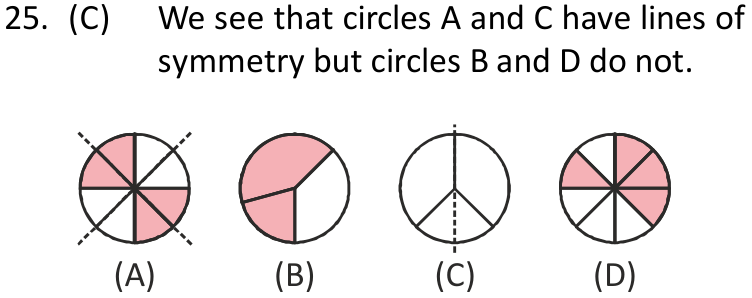 25. (C) We see that circles A and C have lines of
symmetry but circles B and D do not.
(A) (B) (C) (D)